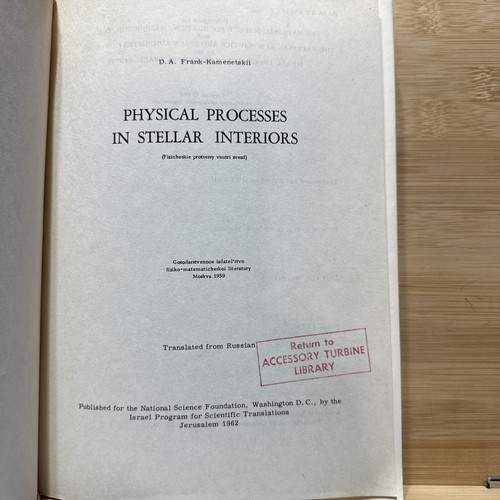 D. A. Frank-Kamenetskii
PHYSICAL PROCESSES
IN STELLAR INTERIORS
(Fizicheskie protsessy vnutri zvezd)
Gosudarstvennoe izdatel'stvo
fiziko-matematicheskoi literatury
Moskva 1959
Translated from Russian
Return to
ACCESSORY TURBINE
LIBRARY
Published for the National Science Foundation, Washington D.C., by the
Israel Program for Scientific Translations
Jerusalem 1962